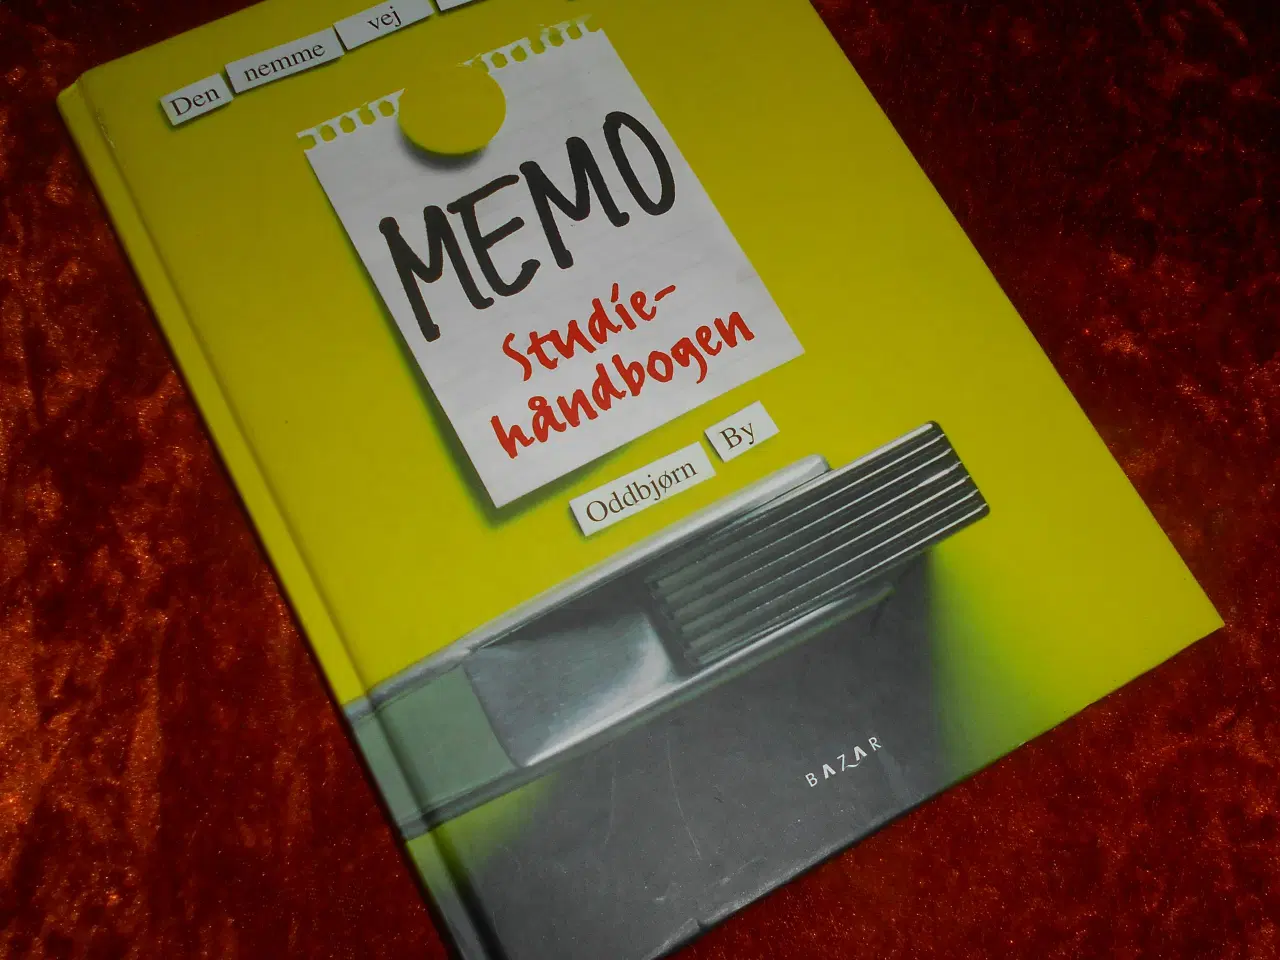 Den nemme vej
MEMO
Studie-
håndbogen
Oddbjørn By
BAZAR